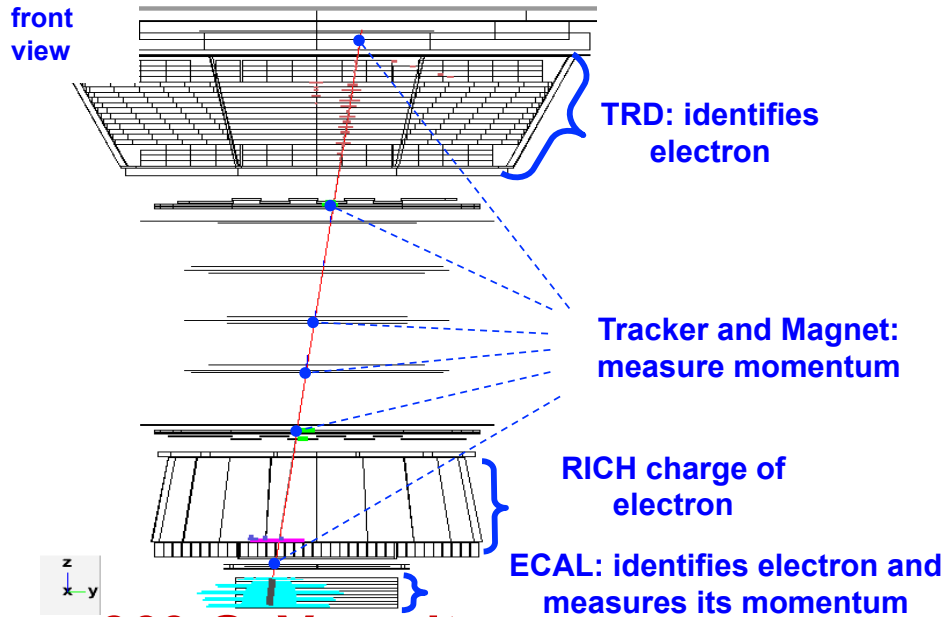 front
view
TRD: identifies
electron
Tracker and Magnet:
measure momentum
RICH charge of
electron
ECAL: identifies electron and
measures its momentum
z
x
y